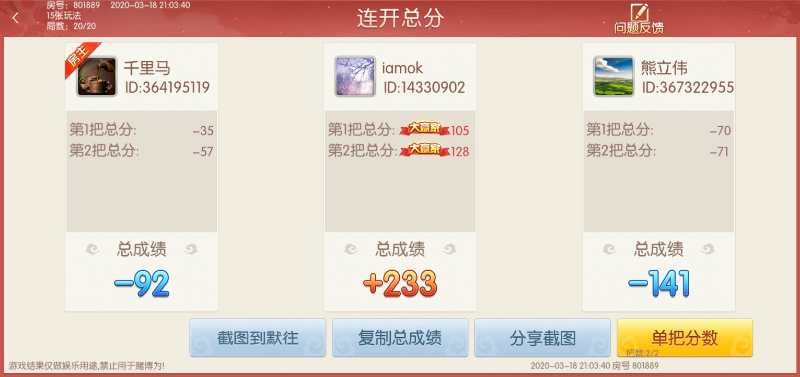 房号：801889 2020-03-18 21:03:40
15张玩法
局数：20/20
连开总分
问题反馈
房主
千里马
ID:364195119
第1把总分: -35
第2把总分: -57
总成绩
-92
iamok
ID:14330902
第1把总分: 大赢家 105
第2把总分: 大赢家 128
总成绩
+233
熊立伟
ID:367322955
第1把总分: -70
第2把总分: -71
总成绩
-141
截图到默往
复制总成绩
分享截图
单把分数
把数:2/2
游戏结果仅做娱乐用途,禁止用于赌博为!
2020-03-18 21:03:40 房号 801889